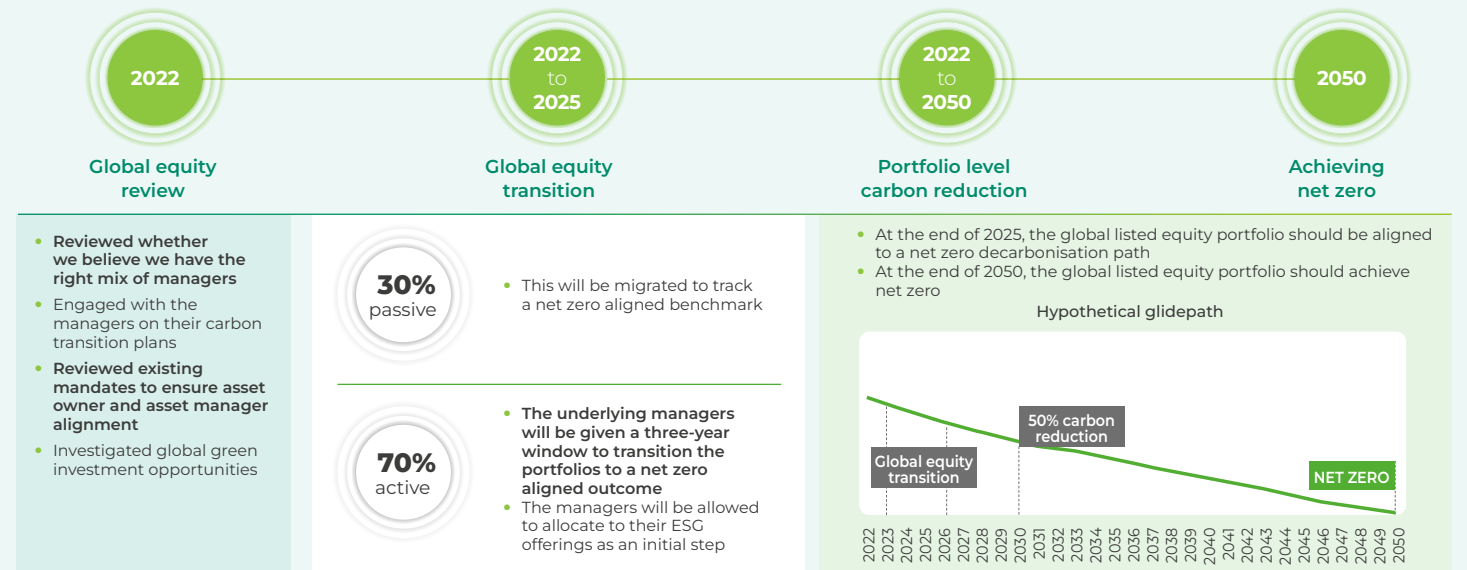 2022
Global equity
review
2022
to
2025
Global equity
transition
2022
to
2050
Portfolio level
carbon reduction
2050
Achieving
net zero
• Reviewed whether
we believe we have the
right mix of managers
• Engaged with the
managers on their carbon
transition plans
• Reviewed existing
mandates to ensure asset
owner and asset manager
alignment
• Investigated global green
investment opportunities
30%
passive
• This will be migrated to track
a net zero aligned benchmark
70%
active
• The underlying managers
will be given a three-year
window to transition the
portfolios to a net zero
aligned outcome
• The managers will be allowed
to allocate to their ESG
offerings as an initial step
• At the end of 2025, the global listed equity portfolio should be aligned
to a net zero decarbonisation path
• At the end of 2050, the global listed equity portfolio should achieve
net zero
Hypothetical glidepath
50% carbon
reduction
Global equity
transition
NET ZERO
2022
2023
2024
2025
2026
2027
2028
2029
2030
2031
2032
2033
2034
2035
2036
2037
2038
2039
2040
2041
2042
2043
2044
2045
2046
2047
2048
2049
2050